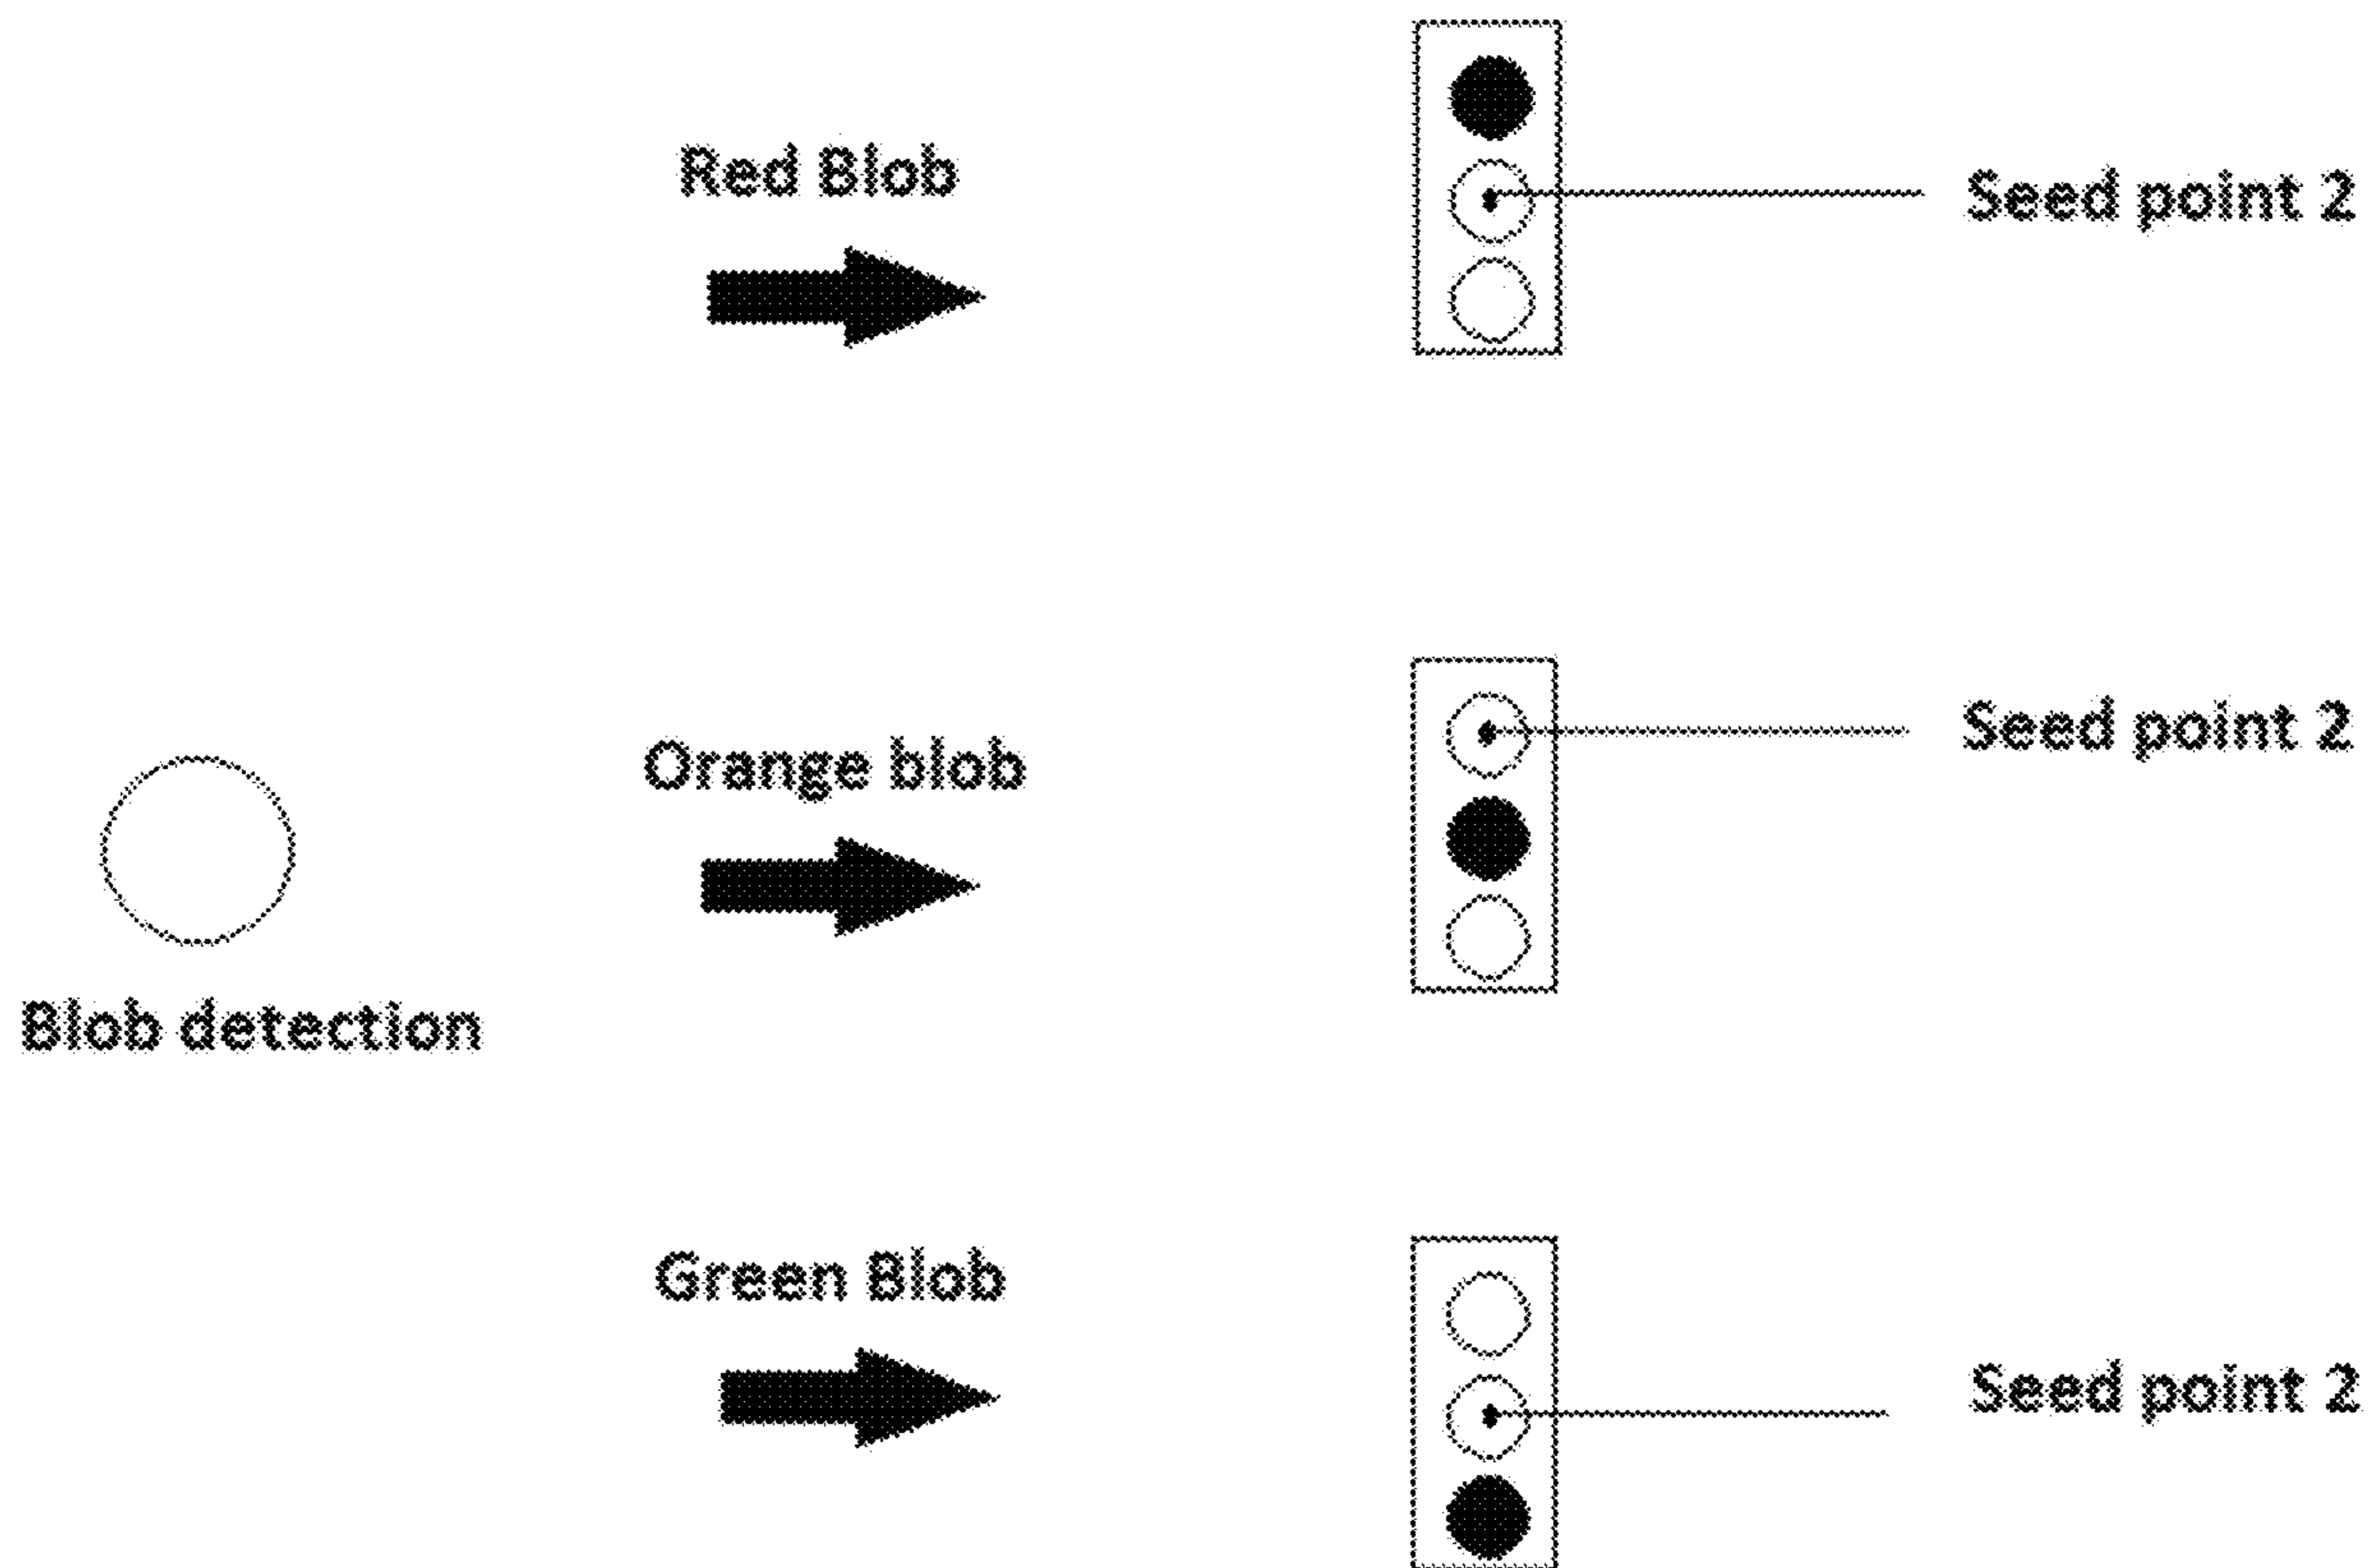 Red Blob
Seed point 2
Orange blob
Seed point 2
Blob detection
Green Blob
Seed point 2